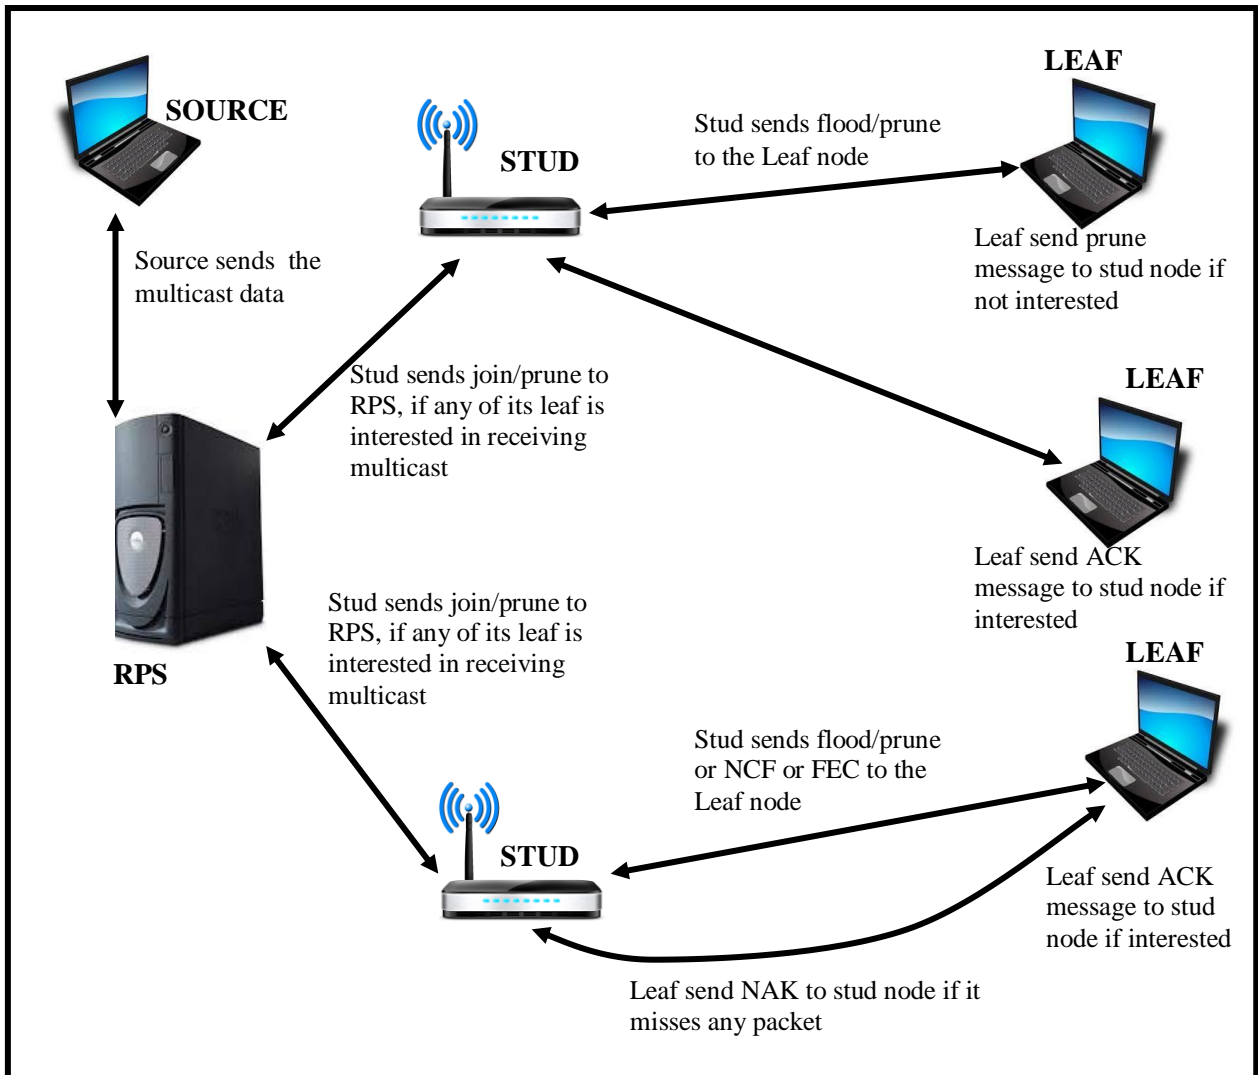 LEAF
SOURCE
STUD
Stud sends flood/prune
to the Leaf node
Leaf send prune
message to stud node if
not interested
Source sends the
multicast data
Stud sends join/prune to
RPS, if any of its leaf is
interested in receiving
multicast
LEAF
Leaf send ACK
message to stud node if
interested
Stud sends join/prune to
RPS, if any of its leaf is
interested in receiving
multicast
RPS
LEAF
Stud sends flood/prune
or NCF or FEC to the
Leaf node
STUD
Leaf send ACK
message to stud
node if interested
Leaf send NAK to stud node if it
misses any packet